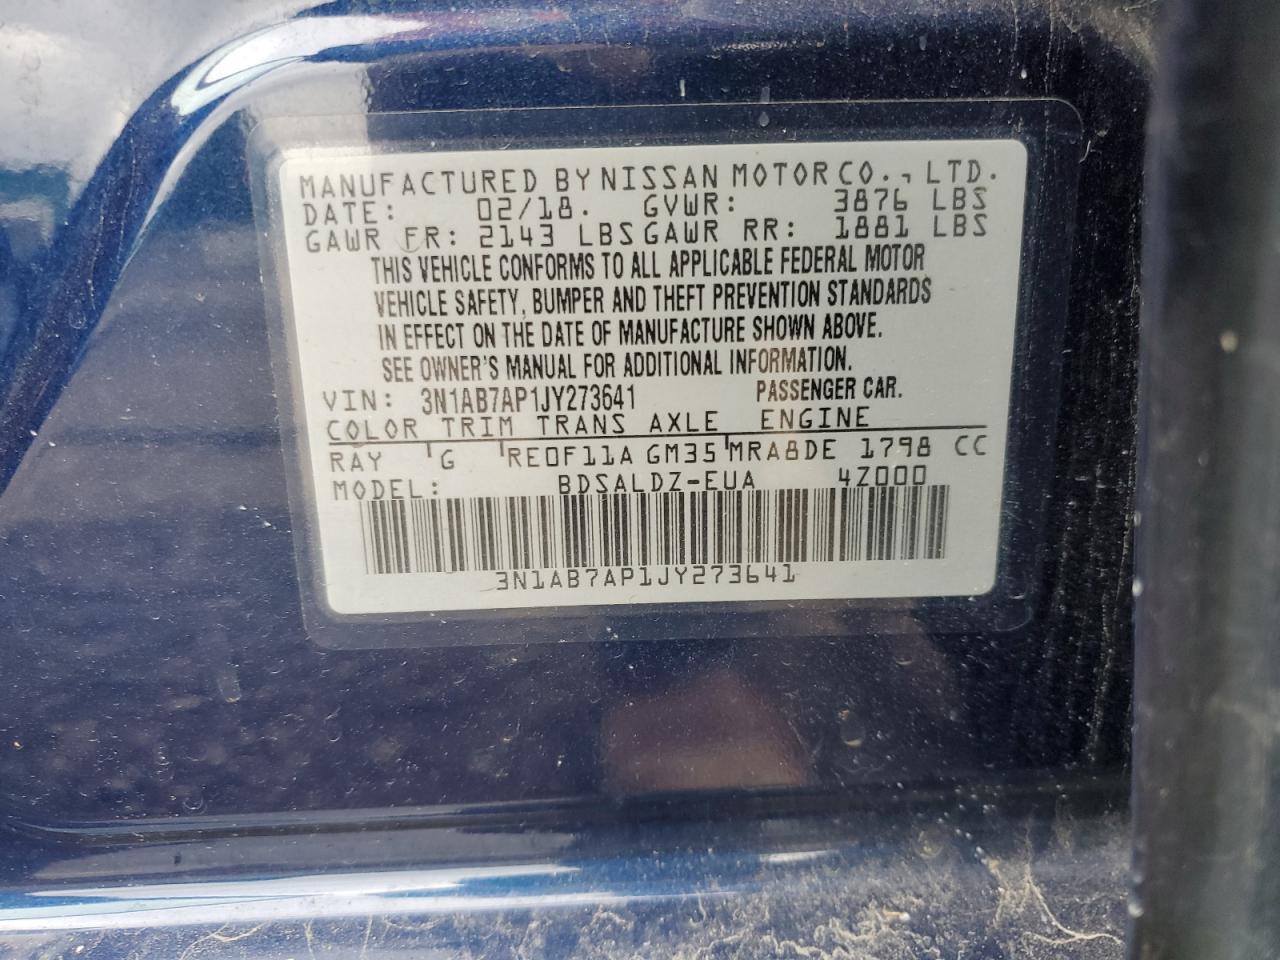 MANUFACTURED BY NISSAN MOTOR CO., LTD.
DATE: 02/18. GVWR: 3876 LBS
GAWR FR: 2143 LBS GAWR RR: 1881 LBS
THIS VEHICLE CONFORMS TO ALL APPLICABLE FEDERAL MOTOR
VEHICLE SAFETY, BUMPER AND THEFT PREVENTION STANDARDS
IN EFFECT ON THE DATE OF MANUFACTURE SHOWN ABOVE.
SEE OWNER'S MANUAL FOR ADDITIONAL INFORMATION.
VIN: 3N1AB7AP1JY273641 PASSENGER CAR.
COLOR TRIM TRANS AXLE ENGINE
RAY G RE0F11A GM35 MRA8DE 1798 CC
MODEL: BDSALDZ-EUA 4Z000
3N1AB7AP1JY273641